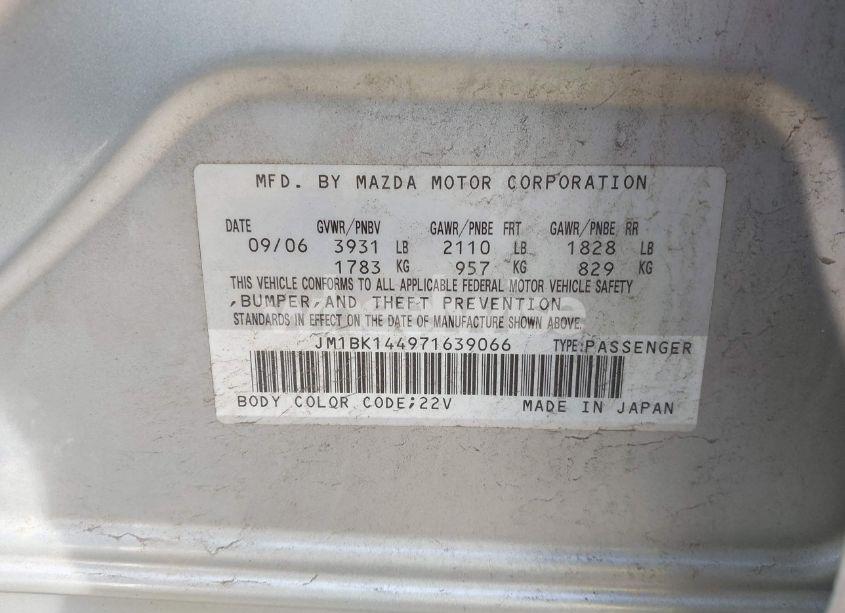 MFD. BY MAZDA MOTOR CORPORATION
DATE GVWR/PNBV GAWR/PNBE FRT GAWR/PNBE RR
09/06 3931 LB 2110 LB 1828 LB
1783 KG 957 KG 829 KG
THIS VEHICLE CONFORMS TO ALL APPLICABLE FEDERAL MOTOR VEHICLE SAFETY
,BUMPER,AND THEFT PREVENTION
STANDARDS IN EFFECT ON THE DATE OF MANUFACTURE SHOWN ABOVE.
JM1BK144971639066 TYPE:PASSENGER
BODY COLOR CODE;22V MADE IN JAPAN